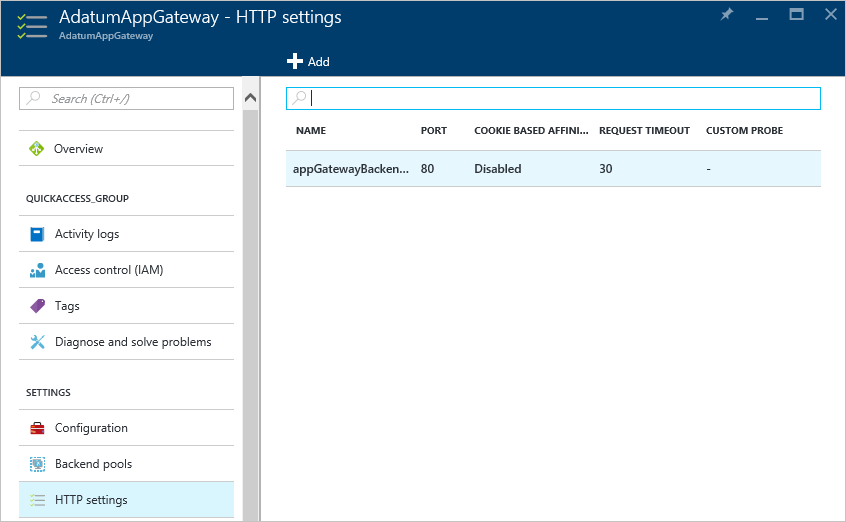 AdatumAppGateway - HTTP settings
AdatumAppGateway
Add
Search (Ctrl+/)
Overview
QUICKACCESS_GROUP
Activity logs
Access control (IAM)
Tags
Diagnose and solve problems
SETTINGS
Configuration
Backend pools
HTTP settings
NAME PORT COOKIE BASED AFFINI... REQUEST TIMEOUT CUSTOM PROBE
appGatewayBacken... 80 Disabled 30 -